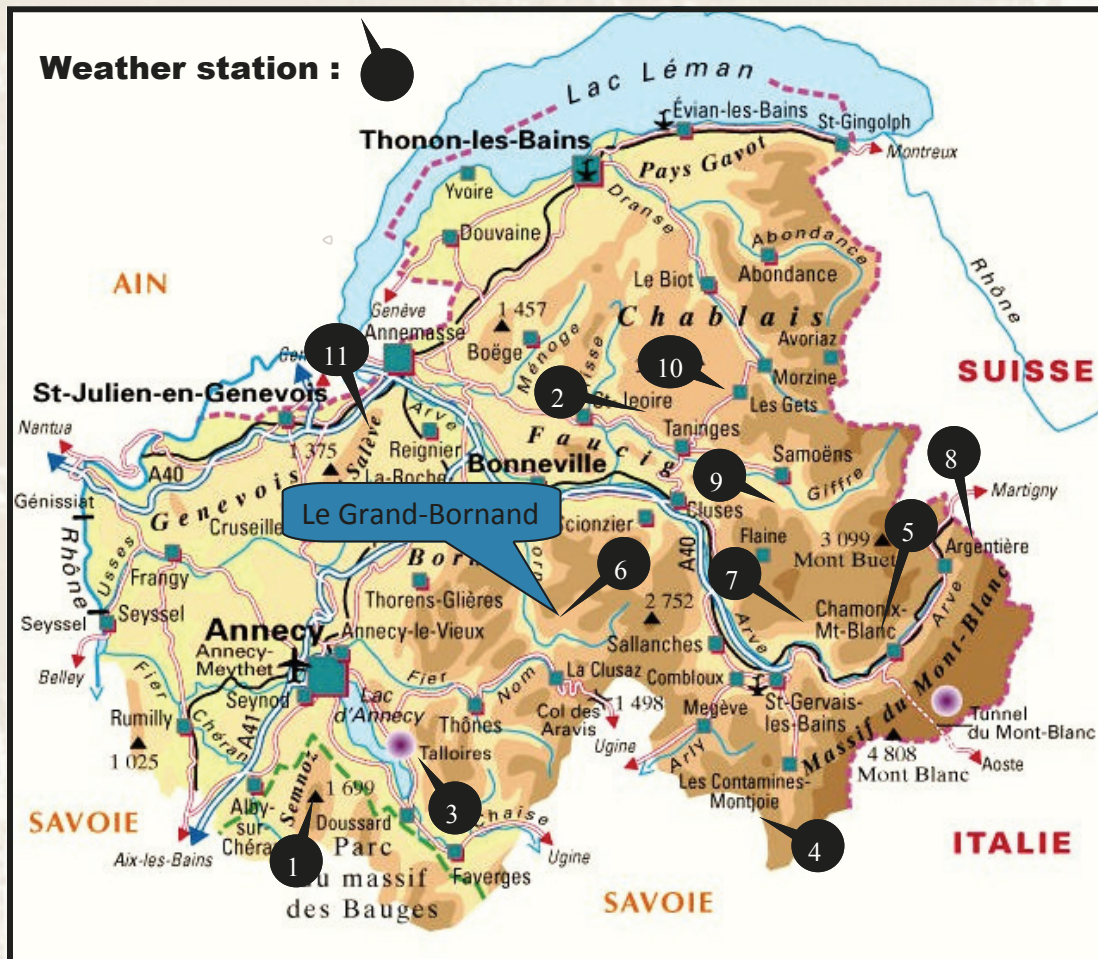 Weather station :
Lac Léman
Évian-les-Bains
St-Gingolph
Thonon-les-Bains
Montreux
Pays Gavot
Yvoire
Dranse
Douvaine
Abondance
Abondance
Rhône
AIN
Le Biot
Genève
1 457
Chablais
Annemasse
Boëge
Ménoge
Avoriaz
11
10
SUISSE
Morzine
St-Julien-en-Genevois
2
Les Gets
Arve
Nantua
Reignier
Faucig
Taninges
1 375
Salève
Samoëns
8
A40
La-Roche
Bonneville
9
Giffre
Martigny
Génissiat
Genevois
Cluses
5
Le Grand-Bornand
Cruseille
Scionzier
Flaine
3 099
Mont Buet
Argentière
Rhône
Usses
Born
6
A40
7
Frangy
Thorens-Glières
2 752
Chamonix-
Mt-Blanc
Arve
Seyssel
Seyssel
Annecy
Annecy-le-Vieux
Sallanches
Arve
Annecy-
Meythet
La Clusaz
Combloux
Belley
Fier
Fier
Nom
Seynod
Lac
d'Annecy
Thônes
Col des
Aravis
1 498
Megève
St-Gervais-
les-Bains
Massif du Mont-Blanc
Tunnel
du Mont-Blanc
Rumilly
Chéran
A41
Talloires
Ugine
Arly
4 808
Mont Blanc
Aoste
1 025
Semnoz
1 699
Les Contamines-
Montjoie
SAVOIE
Alby-
sur-
Chéra
Doussard
3
Chaise
4
ITALIE
Aix-les-Bains
1
Parc
u massif
des Bauges
Faverges
Ugine
SAVOIE